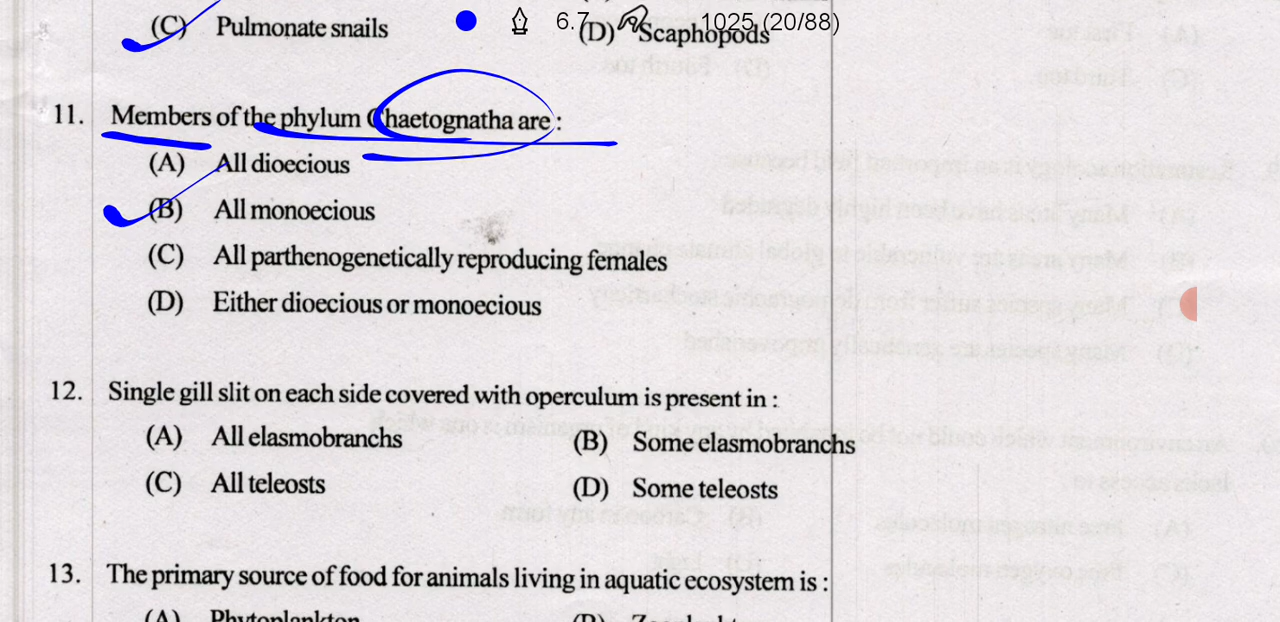 (C) Pulmonate snails (D) Scaphopods
6.7 1025 (20/88)
11. Members of the phylum Chaetognatha are :
(A) All dioecious
(B) All monoecious
(C) All parthenogenetically reproducing females
(D) Either dioecious or monoecious
12. Single gill slit on each side covered with operculum is present in :
(A) All elasmobranchs (B) Some elasmobranchs
(C) All teleosts (D) Some teleosts
13. The primary source of food for animals living in aquatic ecosystem is :
(A) Phytoplankton